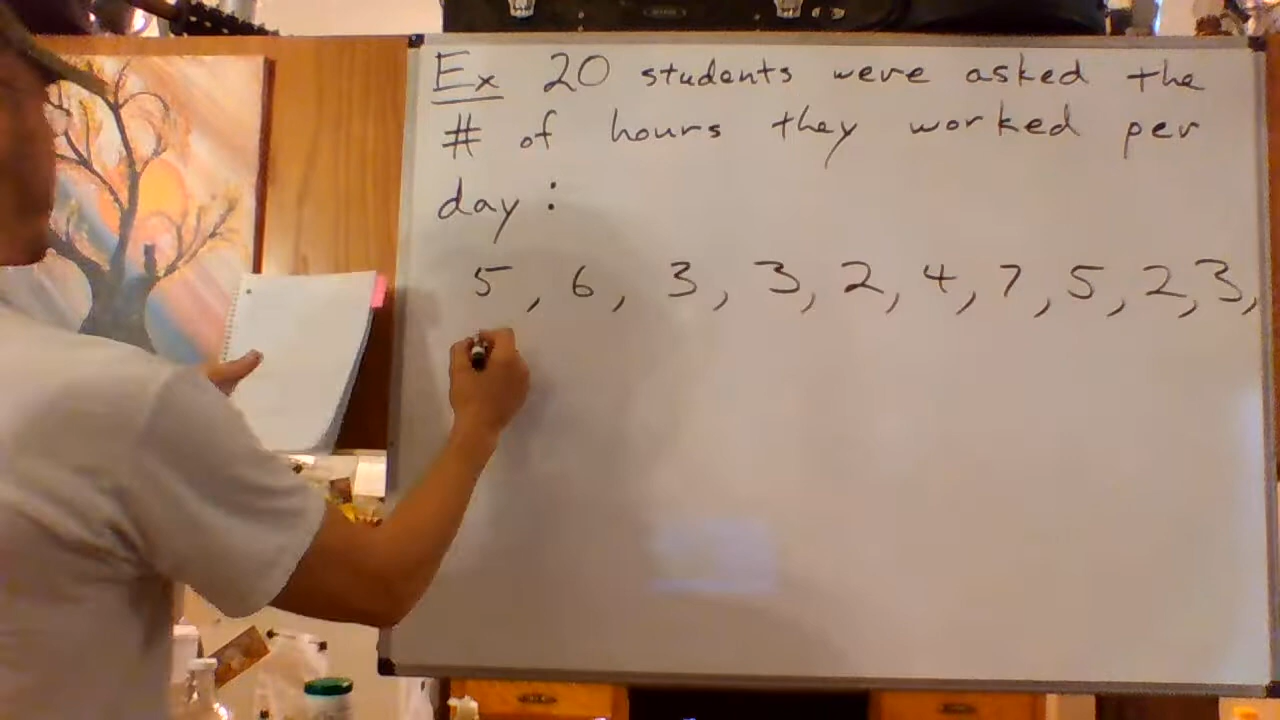 Ex 20 students were asked the
# of hours they worked per
day:
5, 6, 3, 3, 2, 4, 7, 5, 2, 3,